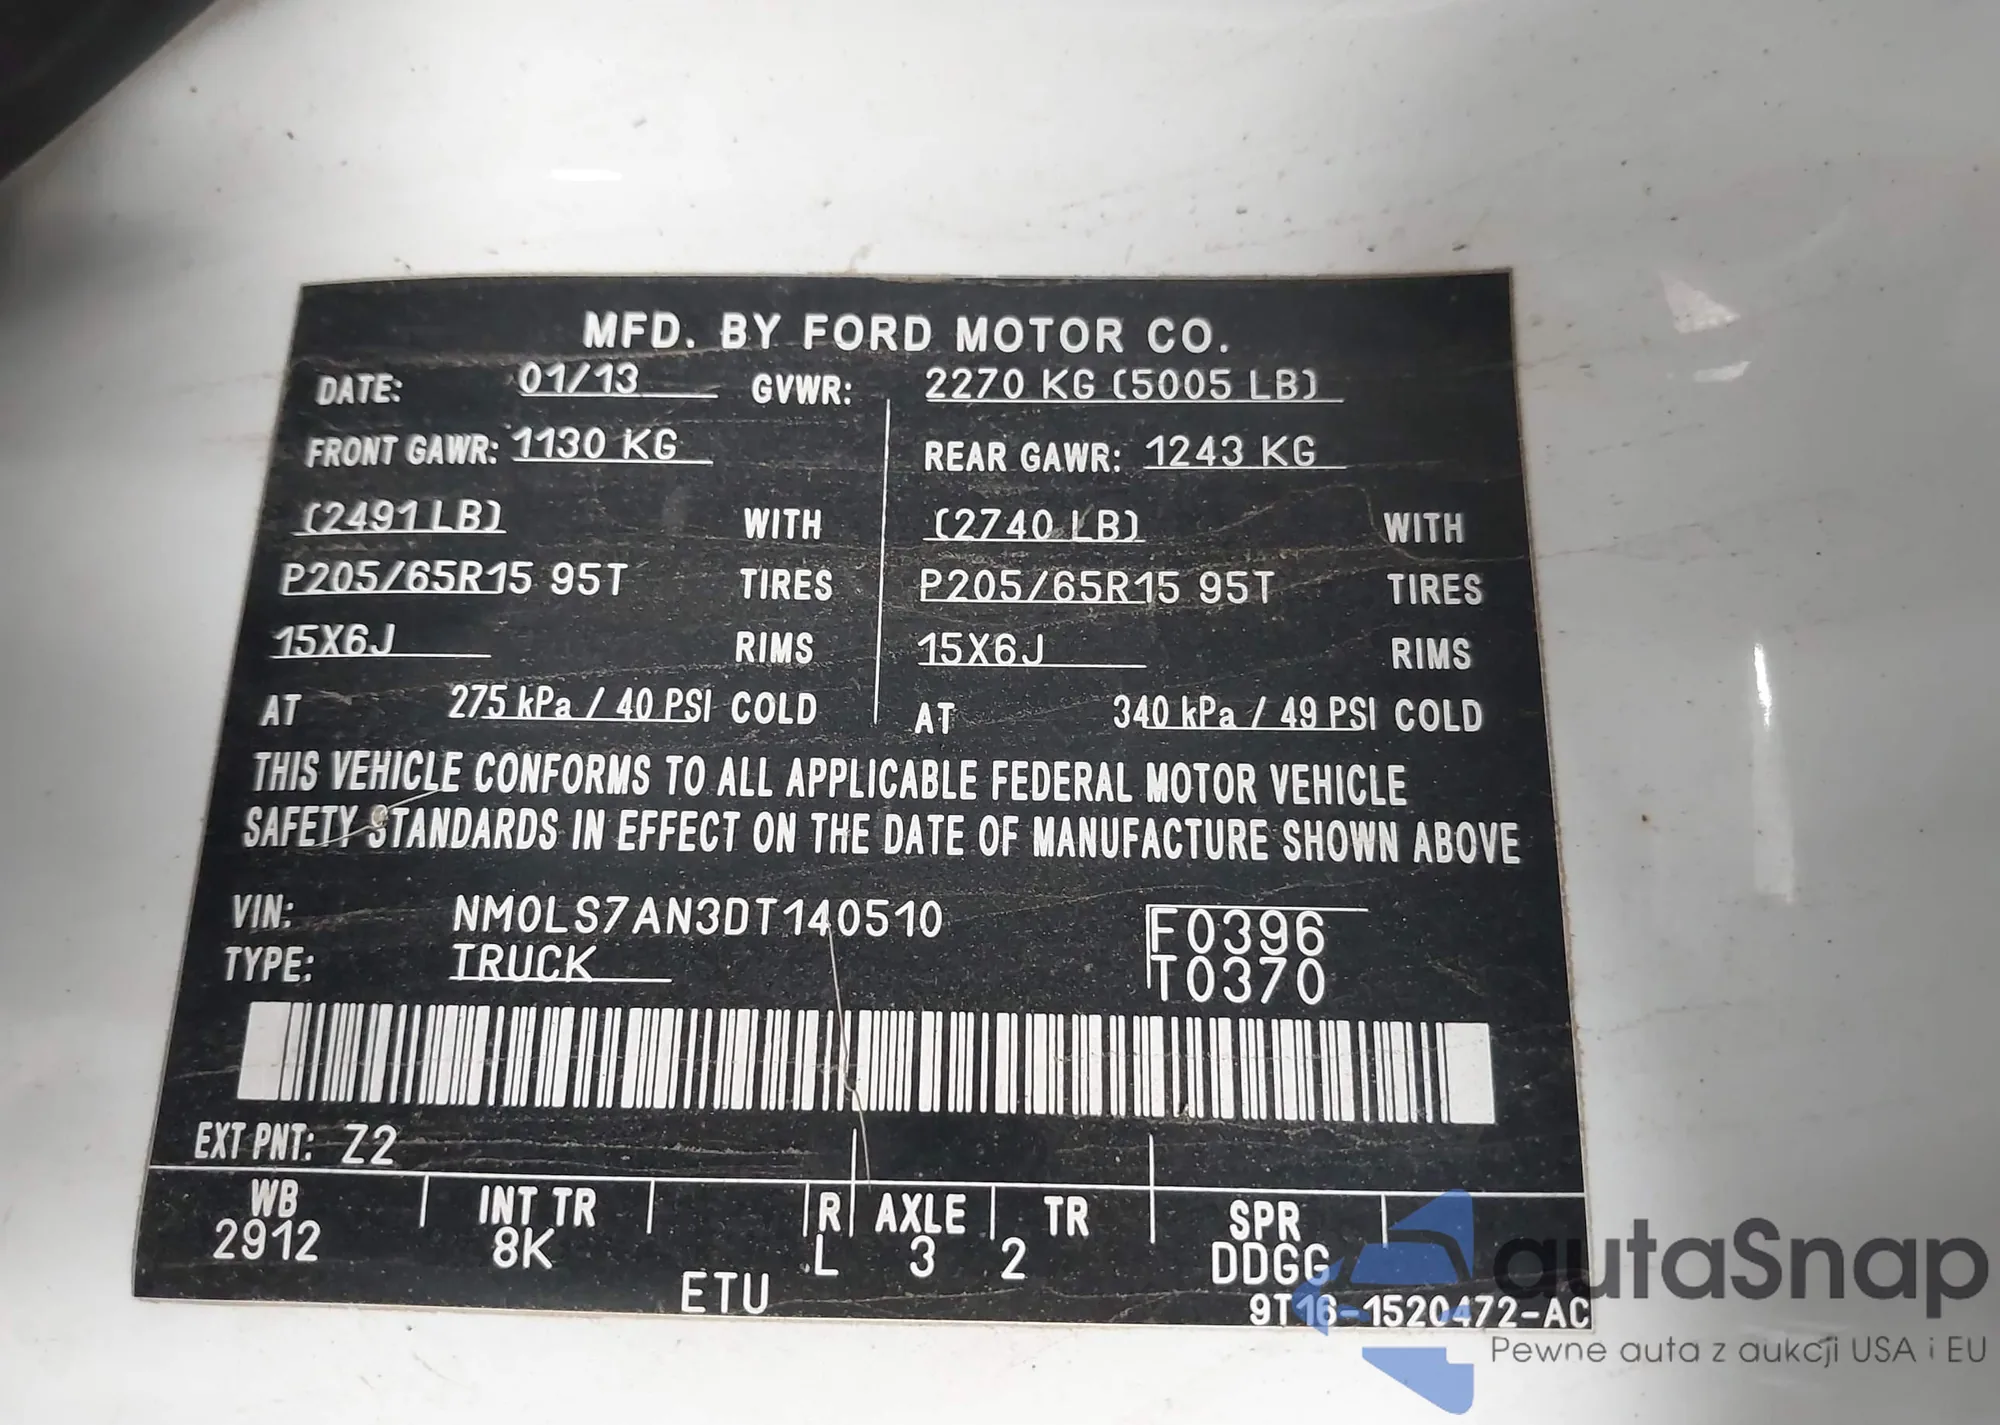 MFD. BY FORD MOTOR CO.
DATE: 01/13 GVWR: 2270 KG (5005 LB)
FRONT GAWR: 1130 KG REAR GAWR: 1243 KG
(2491 LB) WITH (2740 LB) WITH
P205/65R15 95T TIRES P205/65R15 95T TIRES
15X6J RIMS 15X6J RIMS
AT 275 kPa / 40 PSI COLD AT 340 kPa / 49 PSI COLD
THIS VEHICLE CONFORMS TO ALL APPLICABLE FEDERAL MOTOR VEHICLE
SAFETY STANDARDS IN EFFECT ON THE DATE OF MANUFACTURE SHOWN ABOVE
VIN: NM0LS7AN3DT140510 F0396
TYPE: TRUCK T0370
EXT PNT: Z2
WB INT TR R AXLE TR SPR
2912 8K L 3 2 DDGG
ETU
9T16-1520472-AC
autaSnap
Pewne auta z aukcji USA i EU